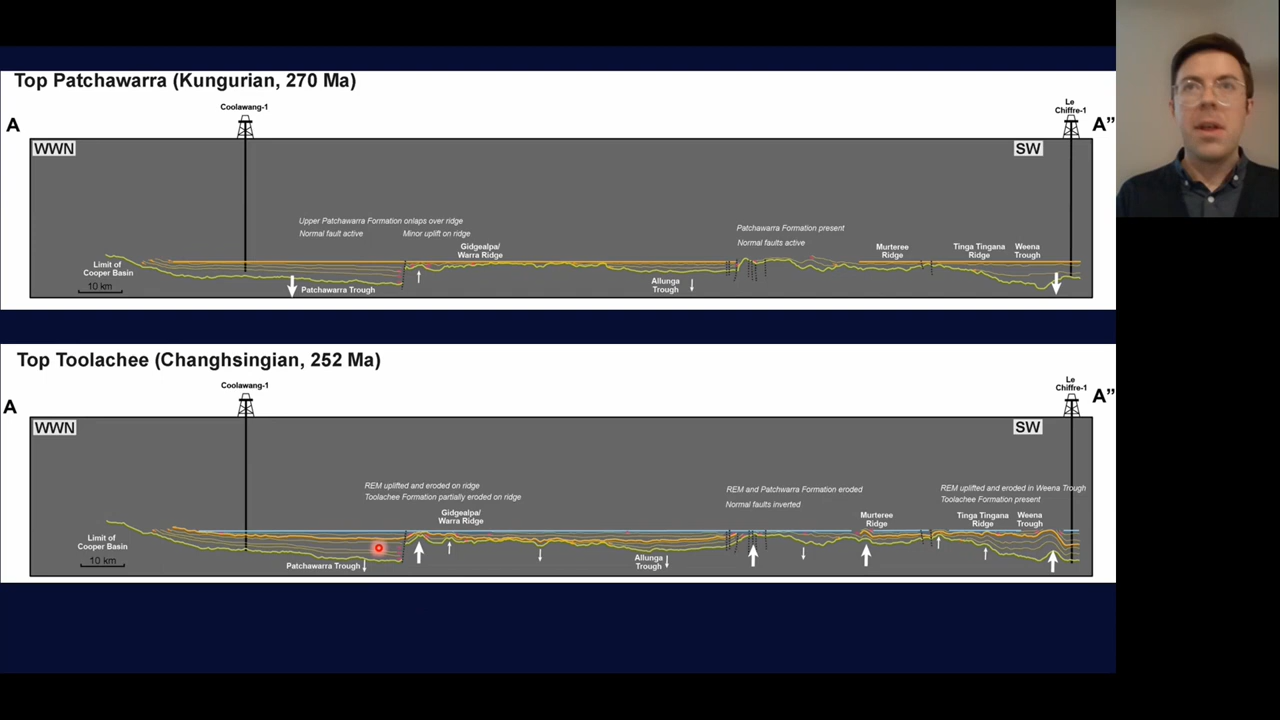 Top Patchawarra (Kungurian, 270 Ma)
Coolawang-1
Le
Chiffre-1
A
A”
WWN
SW
Upper Patchawarra Formation onlaps over ridge
Normal fault active
Minor uplift on ridge
Patchawarra Formation present
Normal faults active
Gidgealpa/
Warra Ridge
Murteree
Ridge
Tinga Tingana
Ridge
Weena
Trough
Limit of
Cooper Basin
10 km
Patchawarra Trough
Allunga
Trough
Top Toolachee (Changhsingian, 252 Ma)
Coolawang-1
Le
Chiffre-1
A
A”
WWN
SW
REM uplifted and eroded on ridge
Toolachee Formation partially eroded on ridge
REM and Patchwarra Formation eroded
Normal faults inverted
REM uplifted and eroded in Weena Trough
Toolachee Formation present
Gidgealpa/
Warra Ridge
Murteree
Ridge
Tinga Tingana
Ridge
Weena
Trough
Limit of
Cooper Basin
10 km
Patchawarra Trough
Allunga
Trough